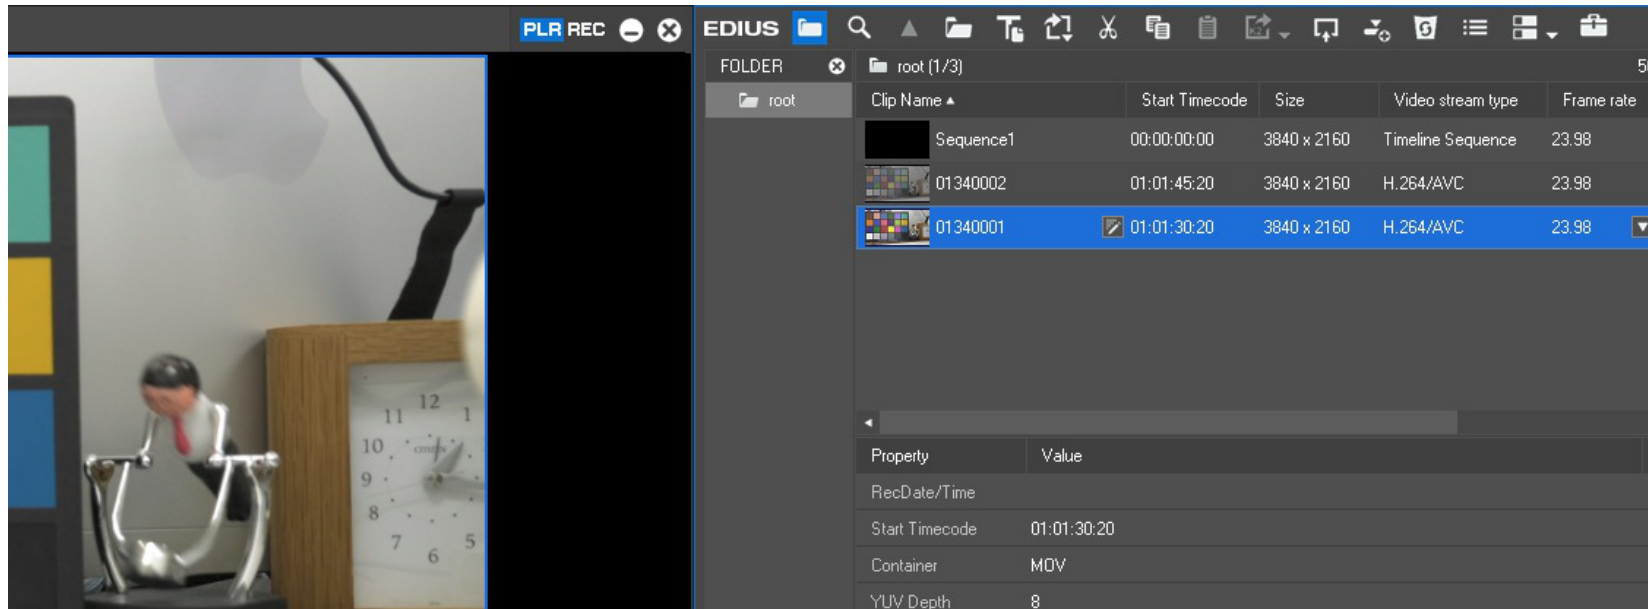 PLR REC
EDIUS
FOLDER
root (1/3)
root
Clip Name Start Timecode Size Video stream type Frame rate
Sequence1 00:00:00:00 3840 x 2160 Timeline Sequence 23.98
01340002 01:01:45:20 3840 x 2160 H.264/AVC 23.98
01340001 01:01:30:20 3840 x 2160 H.264/AVC 23.98
Property Value
RecDate/Time
Start Timecode 01:01:30:20
Container MOV
YUV Depth 8
11 12 1
10 CITIZEN
9
8
7 6 5